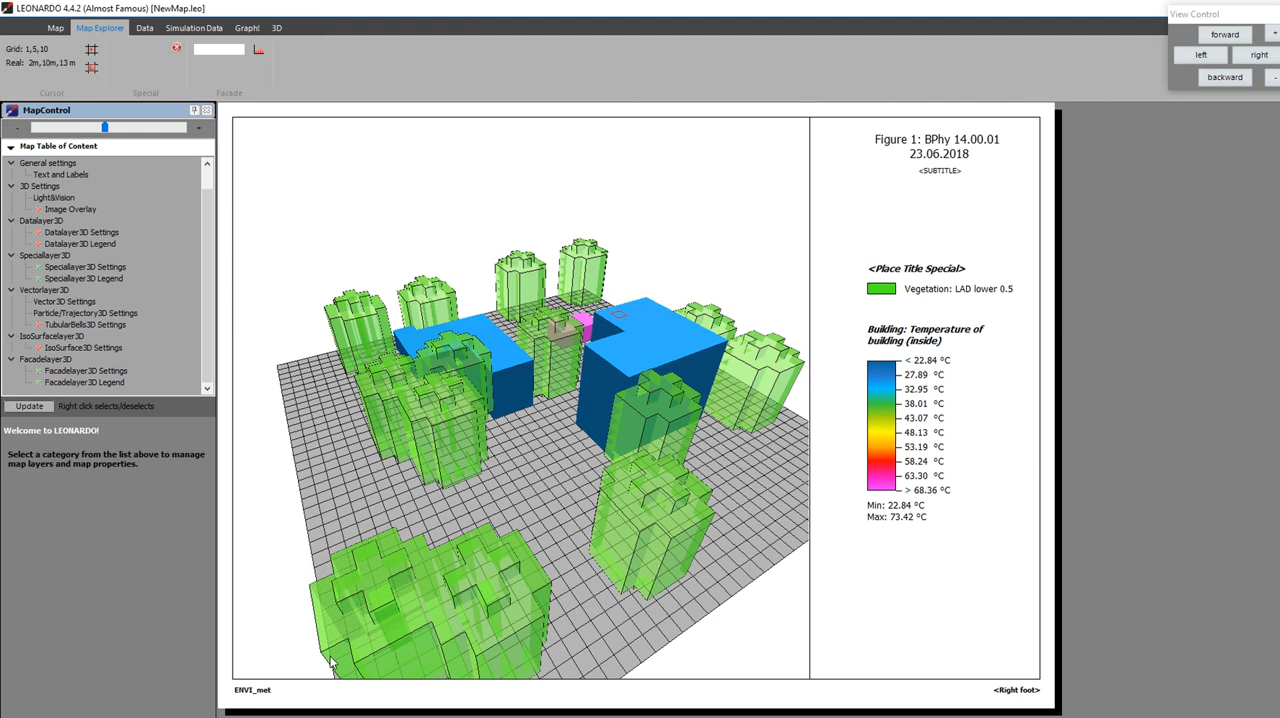 LEONARDO 4.4.2 (Almost Famous) [NewMap.leo]
Map Map Explorer Data Simulation Data Graph! 3D
Grid: 1,5,10
Real: 2m,10m,13 m
Cursor Special Facade
View Control
forward +
left right
backward -
MapControl
- +
Map Table of Content
General settings
Text and Labels
3D Settings
Light&Vision
Image Overlay
Datalayer3D
Datalayer3D Settings
Datalayer3D Legend
Speciallayer3D
Speciallayer3D Settings
Speciallayer3D Legend
Vectorlayer3D
Vector3D Settings
Particle/Trajectory3D Settings
TubularBells3D Settings
IsoSurfacelayer3D
IsoSurface3D Settings
Facadelayer3D
Facadelayer3D Settings
Facadelayer3D Legend
Update Right click selects/deselects
Welcome to LEONARDO!
Select a category from the list above to manage
map layers and map properties.
Figure 1: BPhy 14.00.01
23.06.2018
<SUBTITLE>
<Place Title Special>
Vegetation: LAD lower 0.5
Building: Temperature of
building (inside)
< 22.84 °C
27.89 °C
32.95 °C
38.01 °C
43.07 °C
48.13 °C
53.19 °C
58.24 °C
63.30 °C
> 68.36 °C
Min: 22.84 °C
Max: 73.42 °C
ENVI_met
<Right foot>